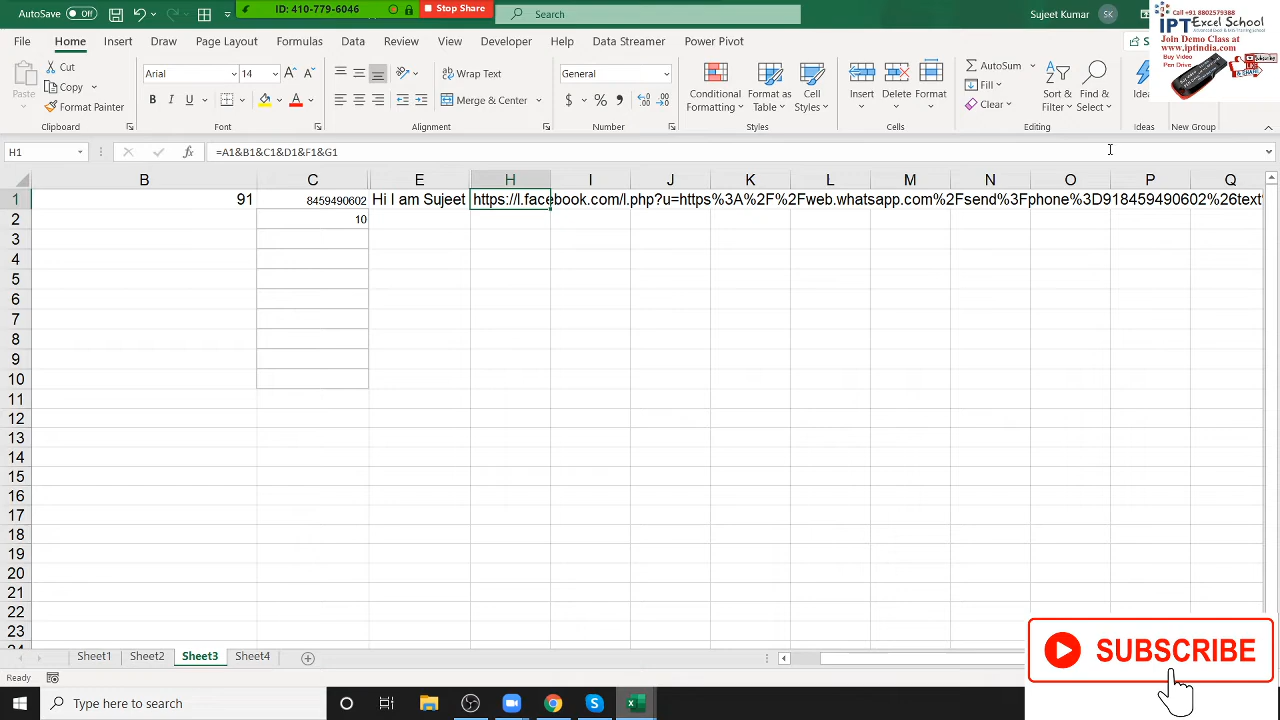 AutoSave Off
ID: 410-779-6046 Stop Share
Search
Sujeet Kumar SK
Call +91 8802579388
iPT Excel School
Advanced Excel & VBA Training School
Join Demo Class at
www.iptindia.com
Buy Video
Pen Drive
File Home Insert Draw Page Layout Formulas Data Review View Developer Help Data Streamer Power Pivot
Paste Cut Copy Format Painter Clipboard
Arial 14 B I U A Font
Wrap Text Merge & Center Alignment
General $ % Number
Conditional Formatting Format as Table Cell Styles Styles
Insert Delete Format Cells
AutoSum Fill Clear Sort & Filter Find & Select Editing
Ideas Ideas
New Group
H1 fx =A1&B1&C1&D1&F1&G1
B C E H I J K L M N O P Q
1 91 8459490602 Hi I am Sujeet https://l.facebook.com/l.php?u=https%3A%2F%2Fweb.whatsapp.com%2Fsend%3Fphone%3D918459490602%26text
2 10
3
4
5
6
7
8
9
10
11
12
13
14
15
16
17
18
19
20
21
22
23
Sheet1 Sheet2 Sheet3 Sheet4
Ready
SUBSCRIBE
Type here to search